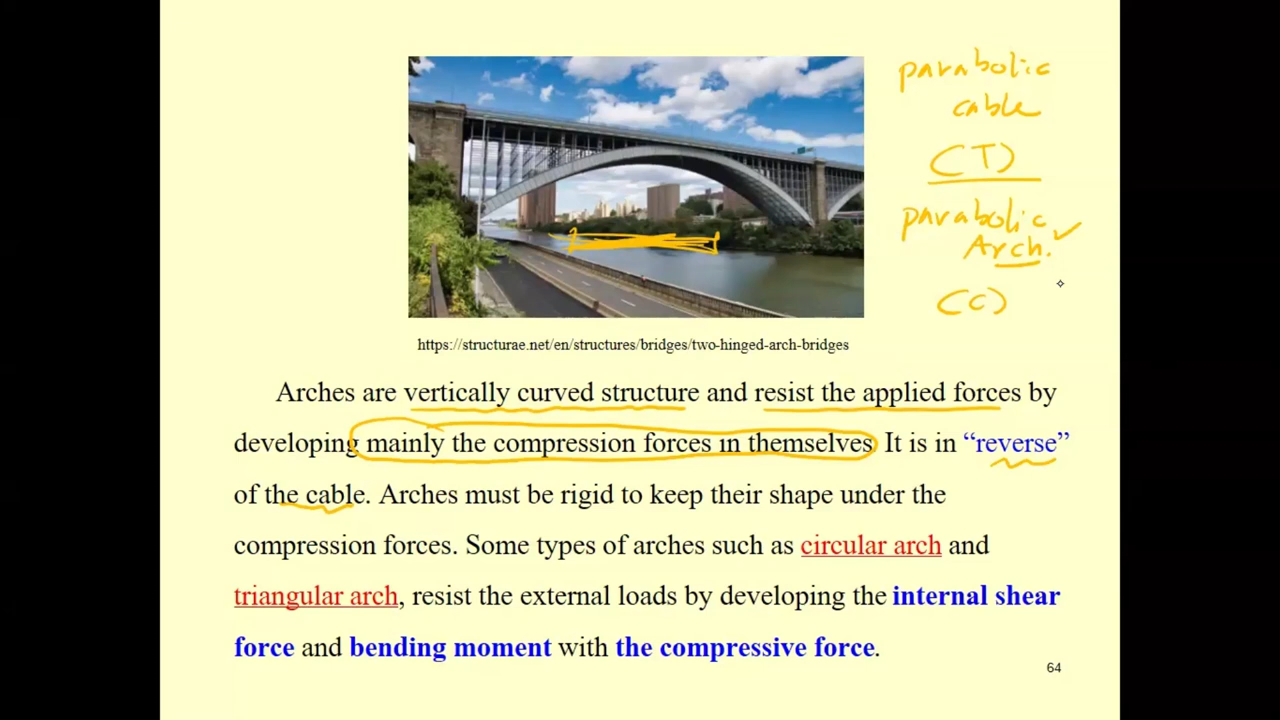 parabolic
cable
(T)
parabolic
Arch.
(C)
https://structurae.net/en/structures/bridges/two-hinged-arch-bridges
Arches are vertically curved structure and resist the applied forces by
developing mainly the compression forces in themselves. It is in “reverse”
of the cable. Arches must be rigid to keep their shape under the
compression forces. Some types of arches such as circular arch and
triangular arch, resist the external loads by developing the internal shear
force and bending moment with the compressive force.
64